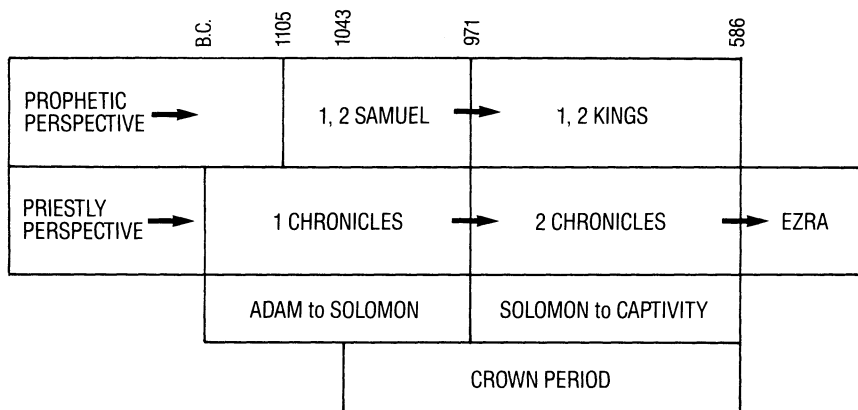 B.C.
1105
1043
971
586
PROPHETIC
PERSPECTIVE
1, 2 SAMUEL
1, 2 KINGS
PRIESTLY
PERSPECTIVE
1 CHRONICLES
2 CHRONICLES
EZRA
ADAM to SOLOMON
SOLOMON to CAPTIVITY
CROWN PERIOD